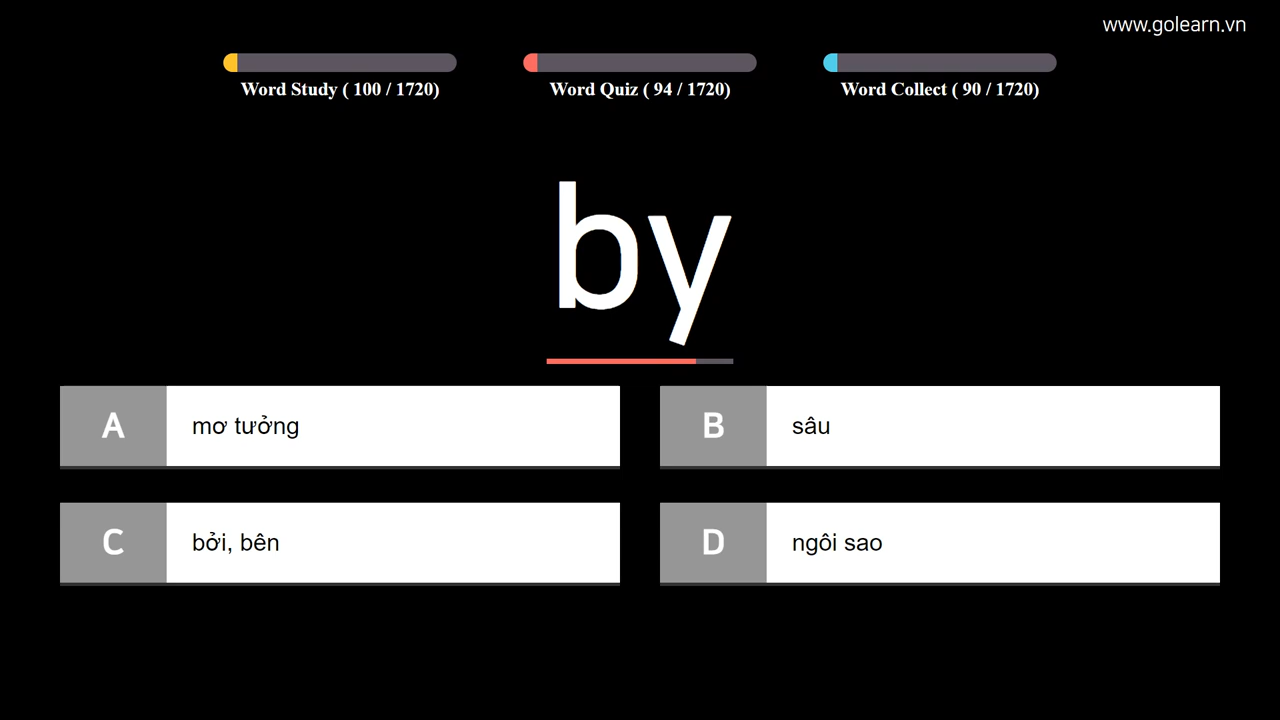 www.golearn.vn
Word Study ( 100 / 1720)
Word Quiz ( 94 / 1720)
Word Collect ( 90 / 1720)
by
A mơ tưởng
B sâu
C bởi, bên
D ngôi sao